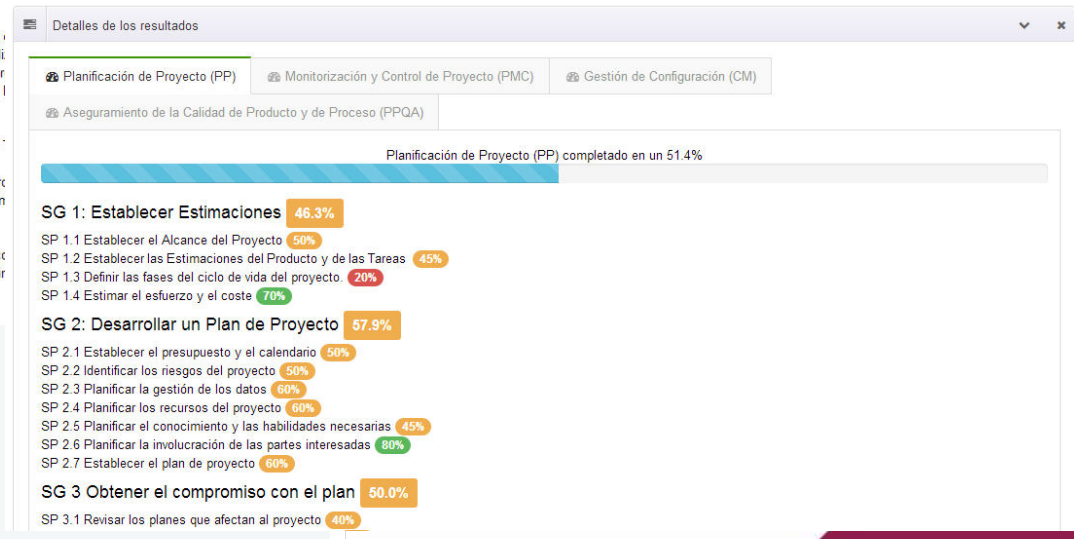 Detalles de los resultados
Planificación de Proyecto (PP)
Monitorización y Control de Proyecto (PMC)
Gestión de Configuración (CM)
Aseguramiento de la Calidad de Producto y de Proceso (PPQA)
Planificación de Proyecto (PP) completado en un 51.4%
SG 1: Establecer Estimaciones 46.3%
SP 1.1 Establecer el Alcance del Proyecto 50%
SP 1.2 Establecer las Estimaciones del Producto y de las Tareas 45%
SP 1.3 Definir las fases del ciclo de vida del proyecto. 20%
SP 1.4 Estimar el esfuerzo y el coste 70%
SG 2: Desarrollar un Plan de Proyecto 57.9%
SP 2.1 Establecer el presupuesto y el calendario 50%
SP 2.2 Identificar los riesgos del proyecto 50%
SP 2.3 Planificar la gestión de los datos 60%
SP 2.4 Planificar los recursos del proyecto 60%
SP 2.5 Planificar el conocimiento y las habilidades necesarias 45%
SP 2.6 Planificar la involucración de las partes interesadas 80%
SP 2.7 Establecer el plan de proyecto 60%
SG 3 Obtener el compromiso con el plan 50.0%
SP 3.1 Revisar los planes que afectan al proyecto 40%